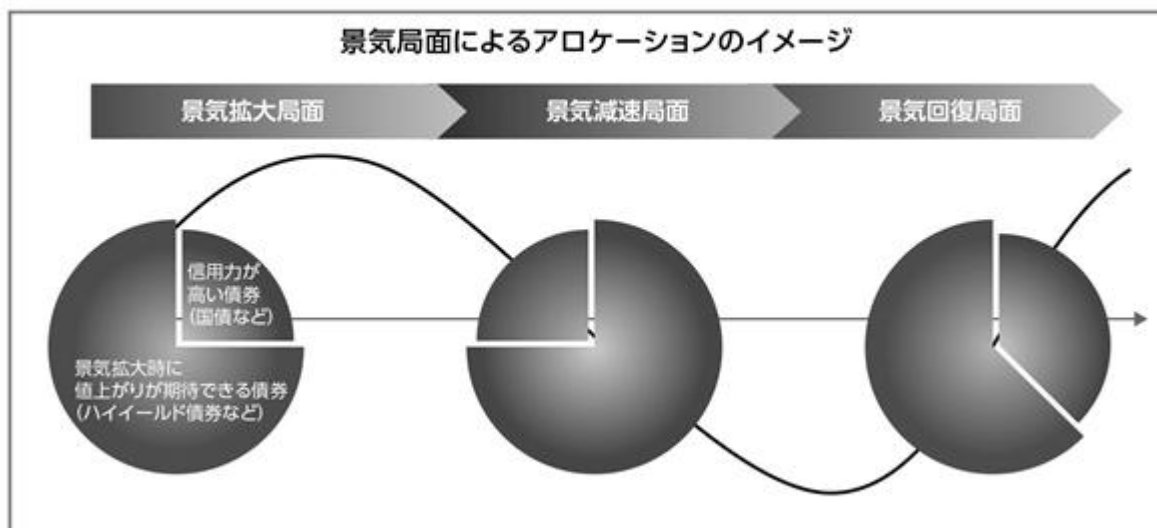 景気局面によるアロケーションのイメージ
景気拡大局面
景気減速局面
景気回復局面
信用力が
高い債券
(国債など)
景気拡大時に
値上がりが期待できる債券
(ハイイールド債券など)